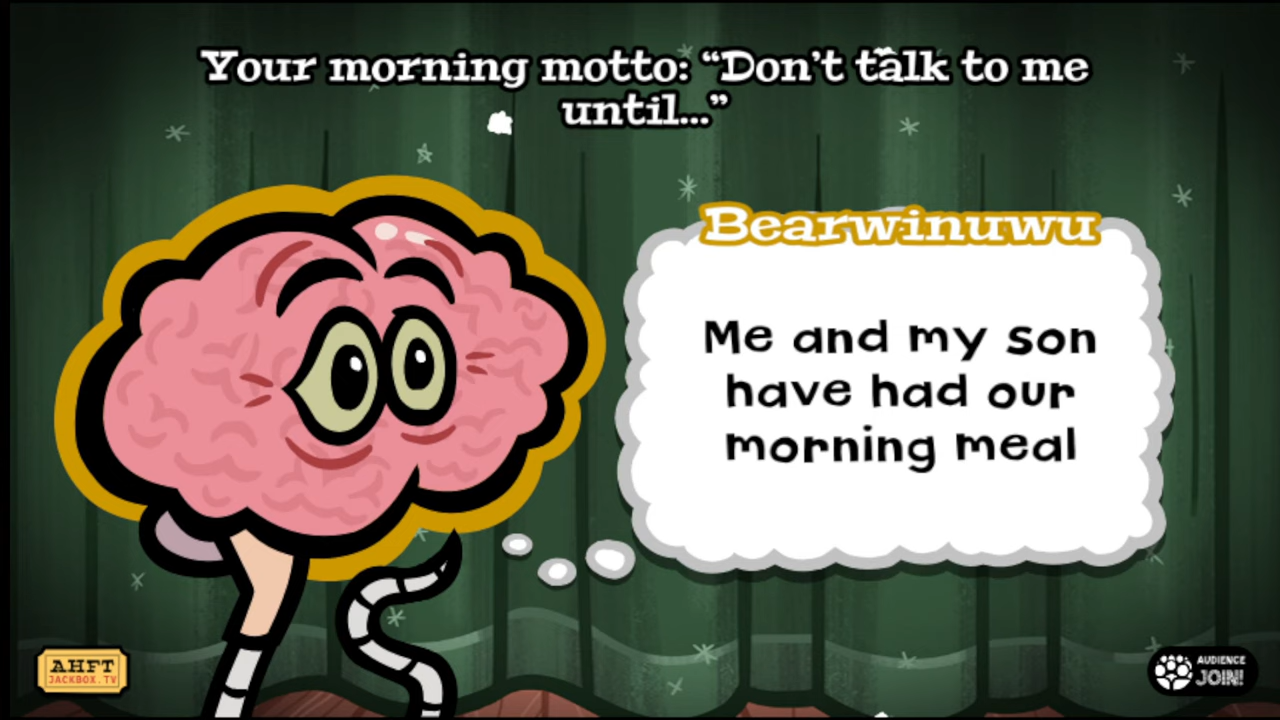 Your morning motto: “Don’t talk to me
until...”
Bearwinuwu
Me and my son
have had our
morning meal
AHFT
JACKBOX.TV
AUDIENCE
JOIN!